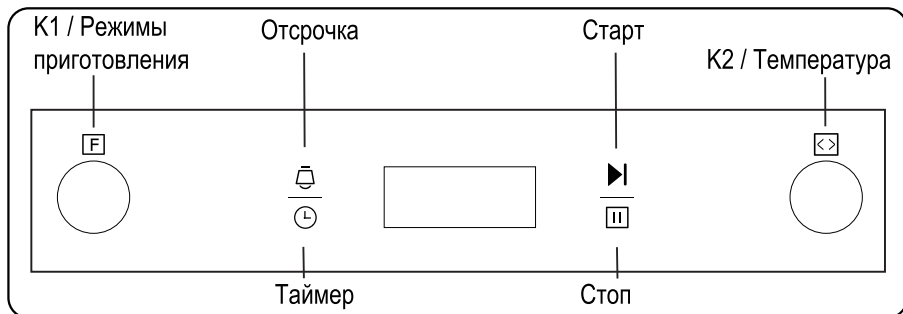 K1 / Режимы
приготовления
Отсрочка
Старт
K2 / Температура
F
Таймер
Стоп